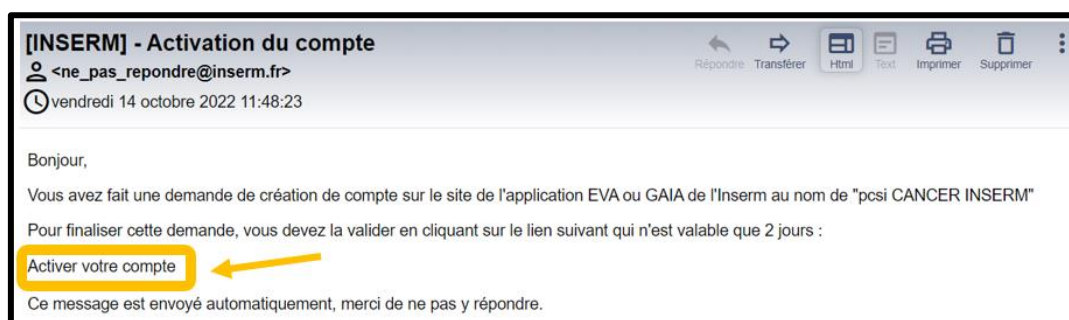 [INSERM] - Activation du compte
<ne_pas_repondre@inserm.fr>
vendredi 14 octobre 2022 11:48:23
Répondre Transférer Html Text Imprimer Supprimer
Bonjour,
Vous avez fait une demande de création de compte sur le site de l'application EVA ou GAIA de l'Inserm au nom de "pcsi CANCER INSERM"
Pour finaliser cette demande, vous devez la valider en cliquant sur le lien suivant qui n'est valable que 2 jours :
Activer votre compte
Ce message est envoyé automatiquement, merci de ne pas y répondre.